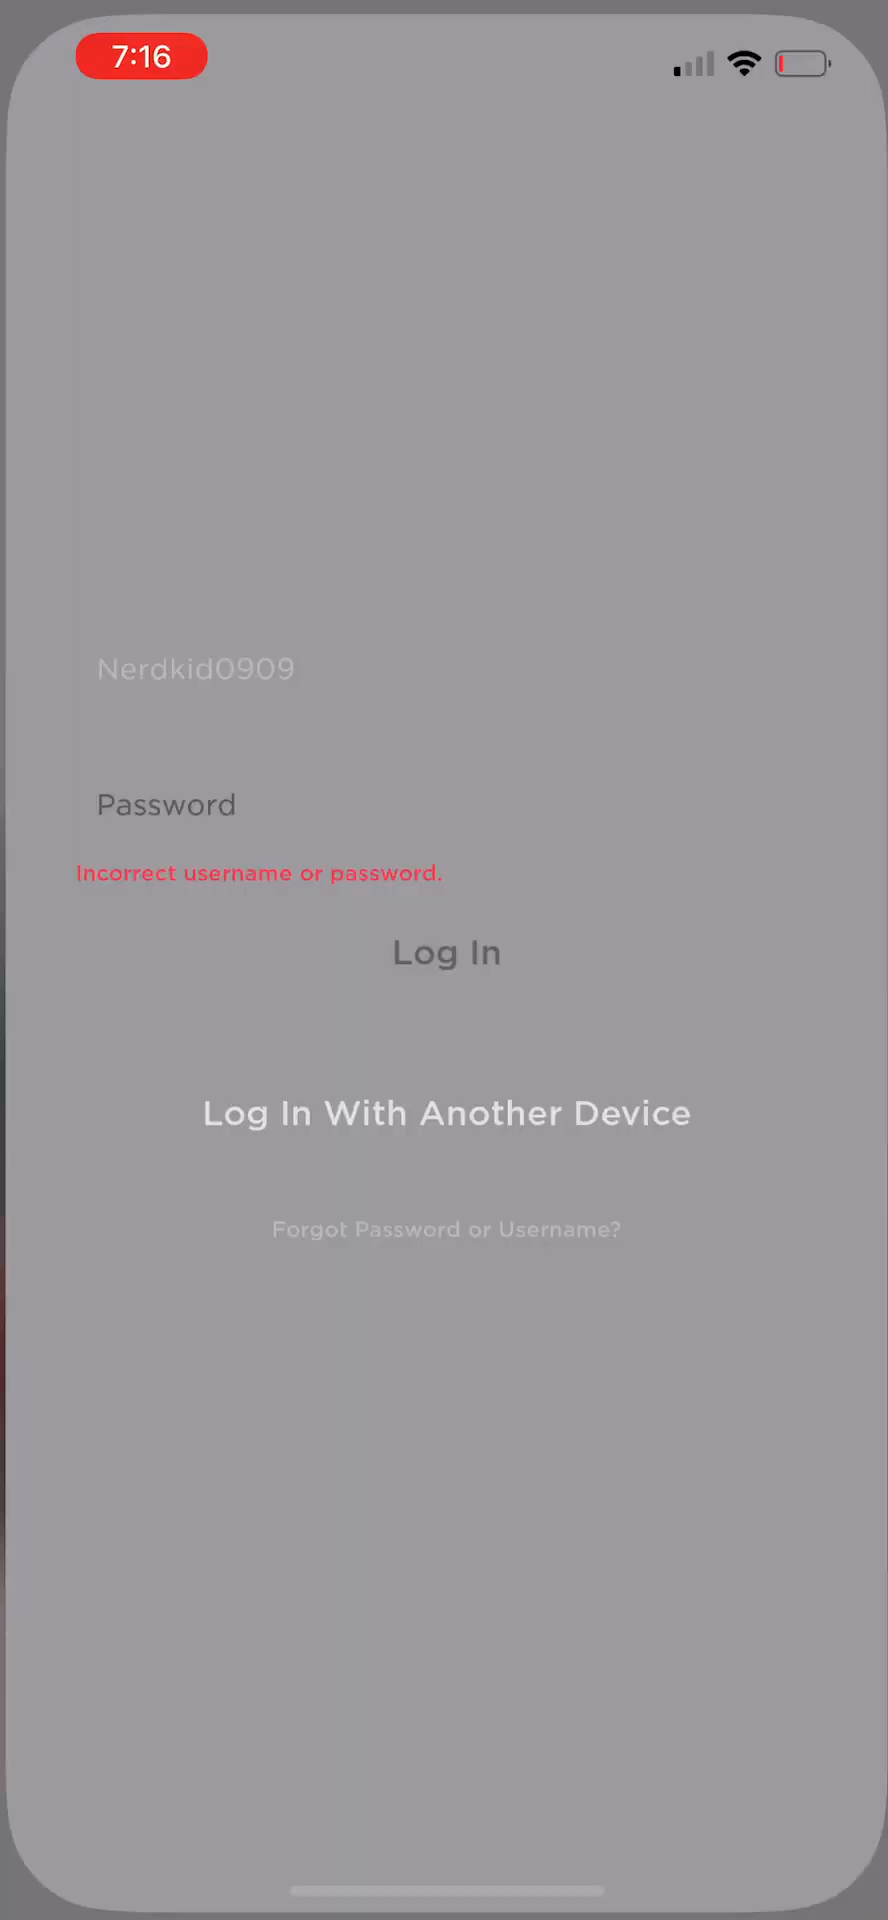 7:16
Nerdkid0909
Password
Incorrect username or password.
Log In
Log In With Another Device
Forgot Password or Username?